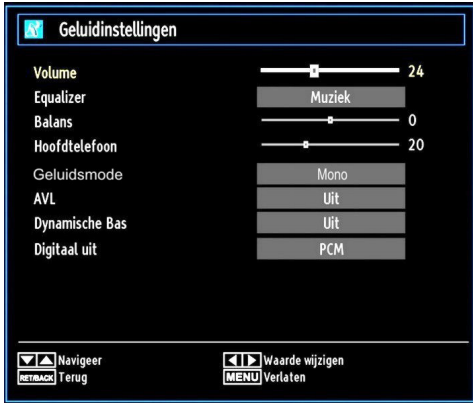 Geluidinstellingen
Volume 24
Equalizer Muziek
Balans 0
Hoofdtelefoon 20
Geluidsmode Mono
AVL Uit
Dynamische Bas Uit
Digitaal uit PCM
Navigeer Waarde wijzigen
RET/BACK Terug MENU Verlaten